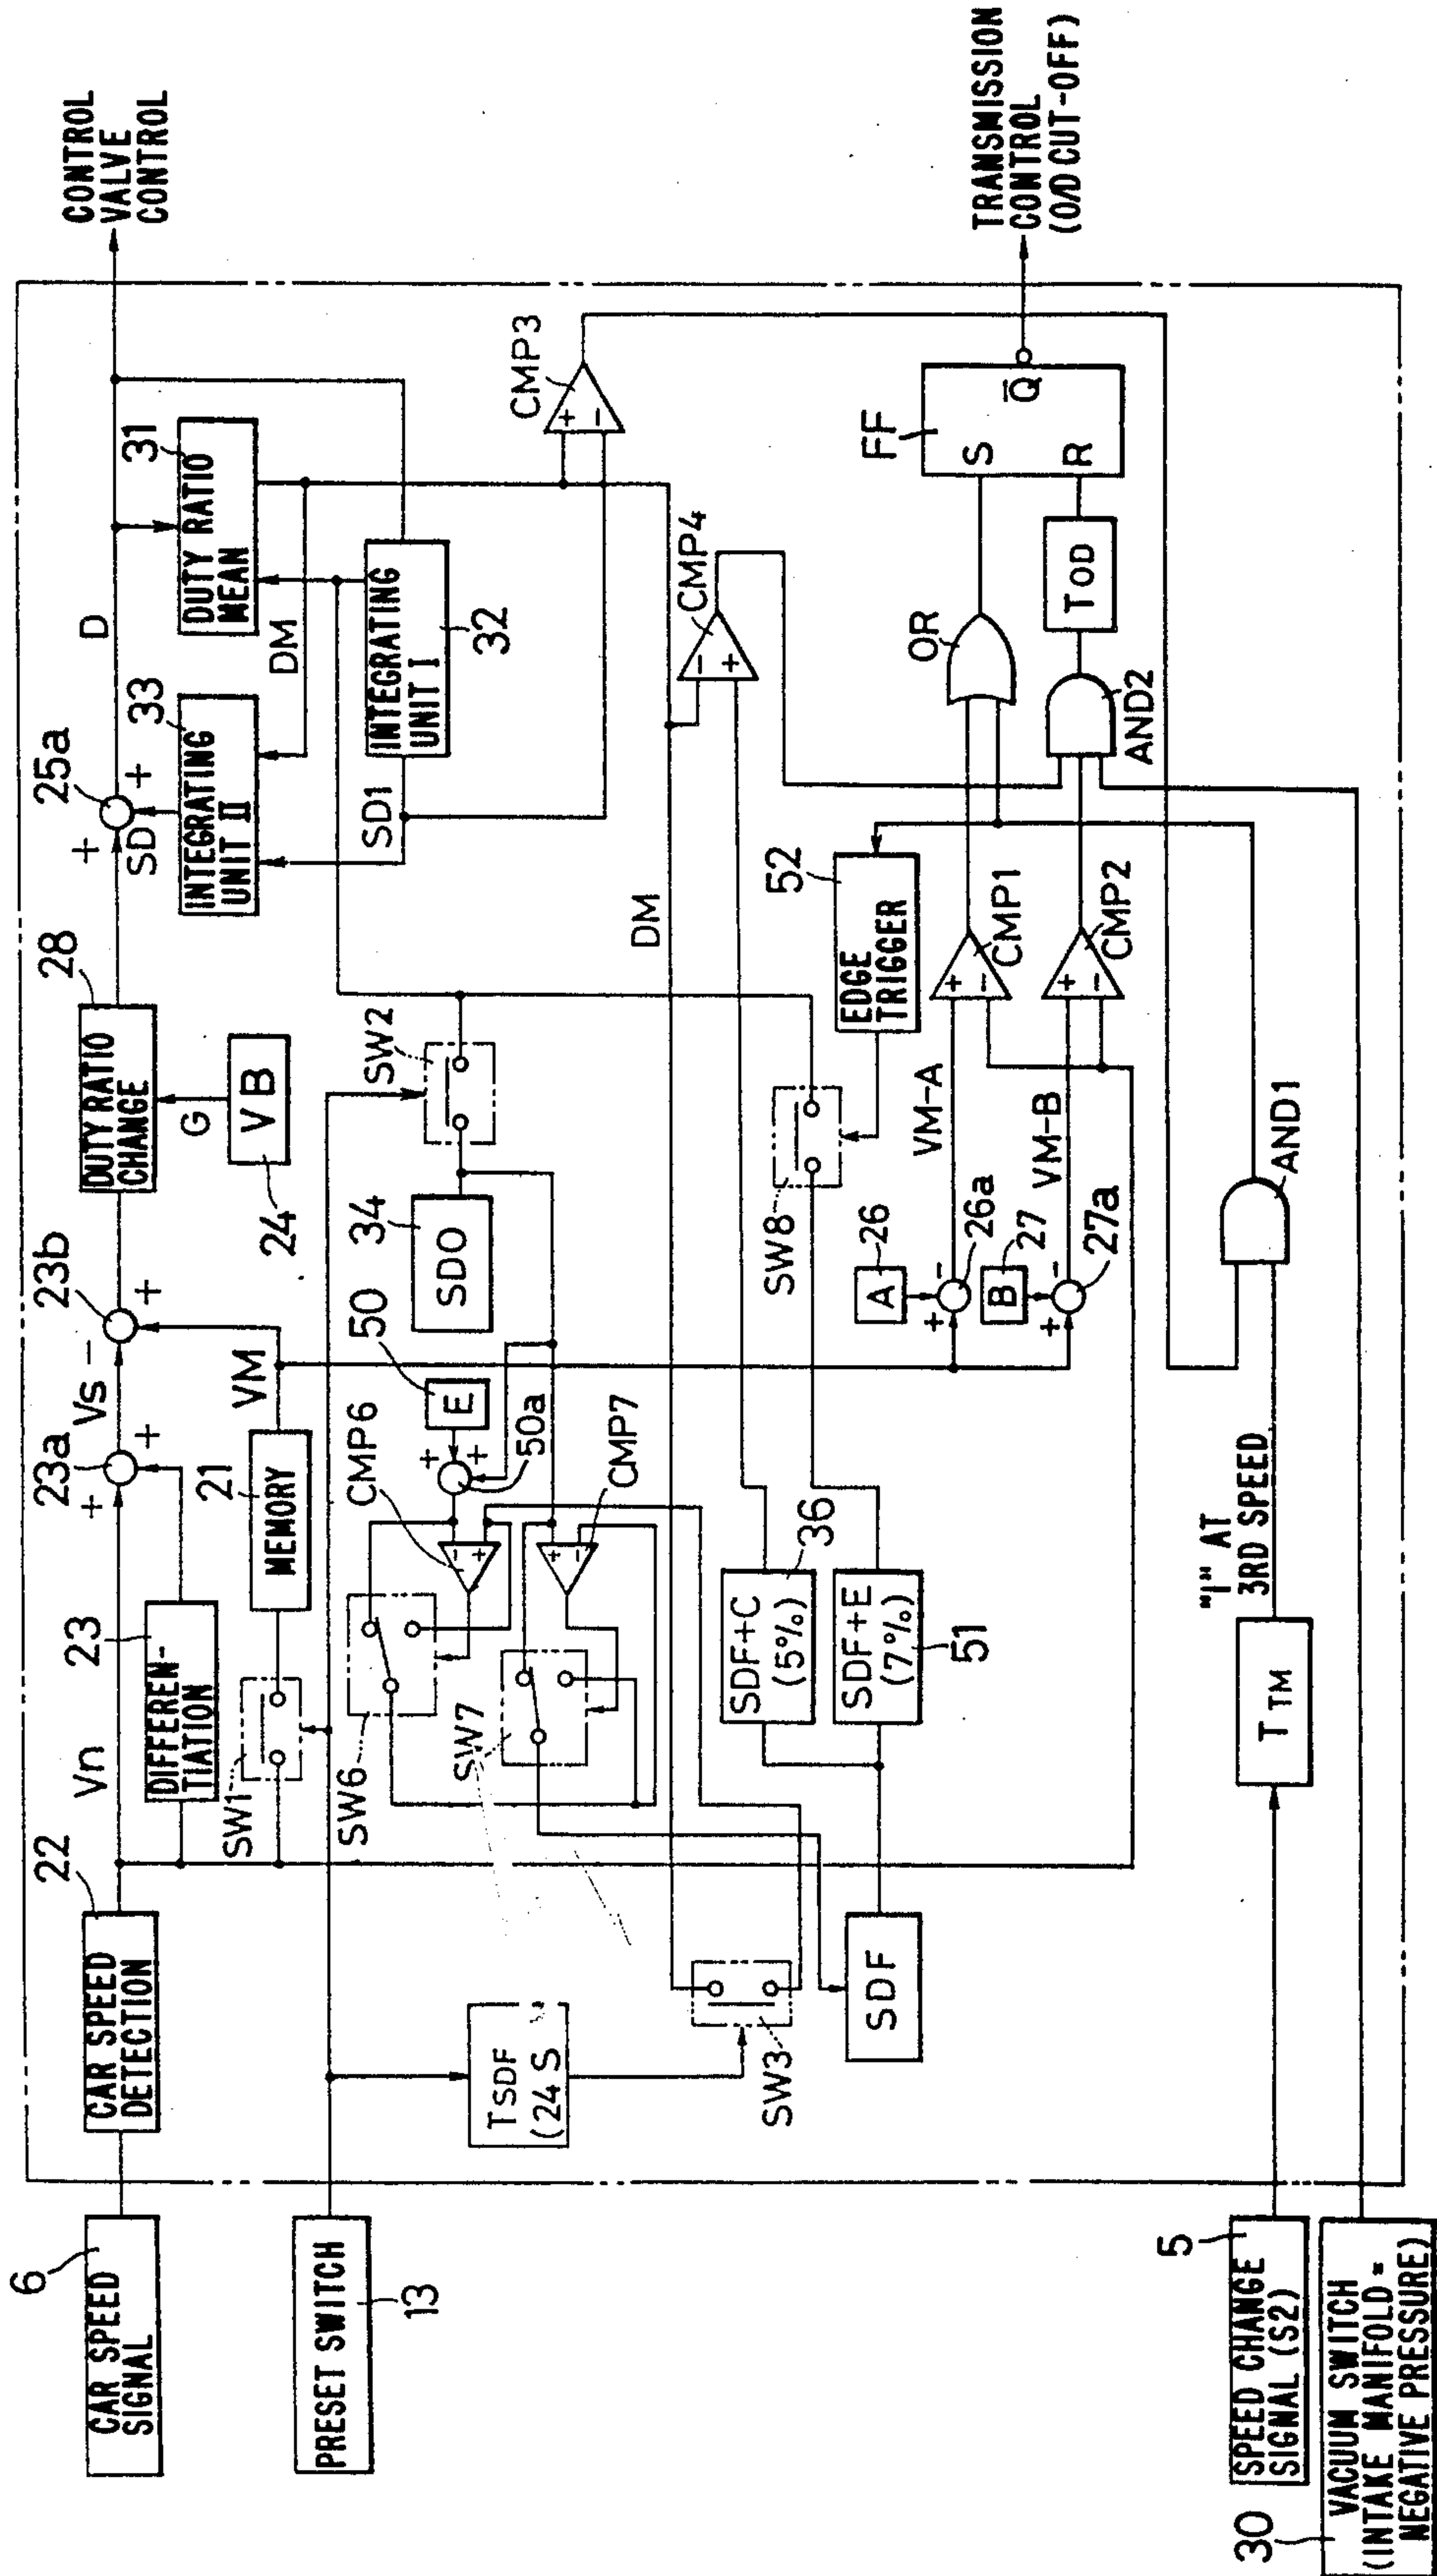 6
CAR SPEED
SIGNAL
PRESET SWITCH
13
5
SPEED CHANGE
SIGNAL (S2)
30
VACUUM SWITCH
(INTAKE MANIFOLD =
NEGATIVE PRESSURE)
22
CAR SPEED
DETECTION
Vn
23
DIFFEREN-
TIATION
SW1
21
MEMORY
VM
23a
+
+
Vs
−
23b
+
28
DUTY RATIO
CHANGE
G
VB
24
25a
+
+
SD
33
INTEGRATING
UNIT II
D
31
DUTY RATIO
MEAN
DM
INTEGRATING
UNIT I
32
SD1
CONTROL
VALVE
CONTROL
TSDF
(24 S
SW3
SW6
SW7
CMP6
−
+
50
E
+
+
50a
CMP7
+
−
34
SDO
SW2
DM
CMP3
+
−
CMP4
−
+
SDF
SDF+C
(5%)
36
SDF+E
(7%)
51
SW8
52
EDGE
TRIGGER
A
26
+
−
26a
VM-A
B
27
+
−
27a
VM-B
+
−
CMP1
+
−
CMP2
OR
AND2
TOD
FF
S
R
Q̅
TRANSMISSION
CONTROL
(O/D CUT-OFF)
T TM
"1" AT
3RD SPEED
AND1